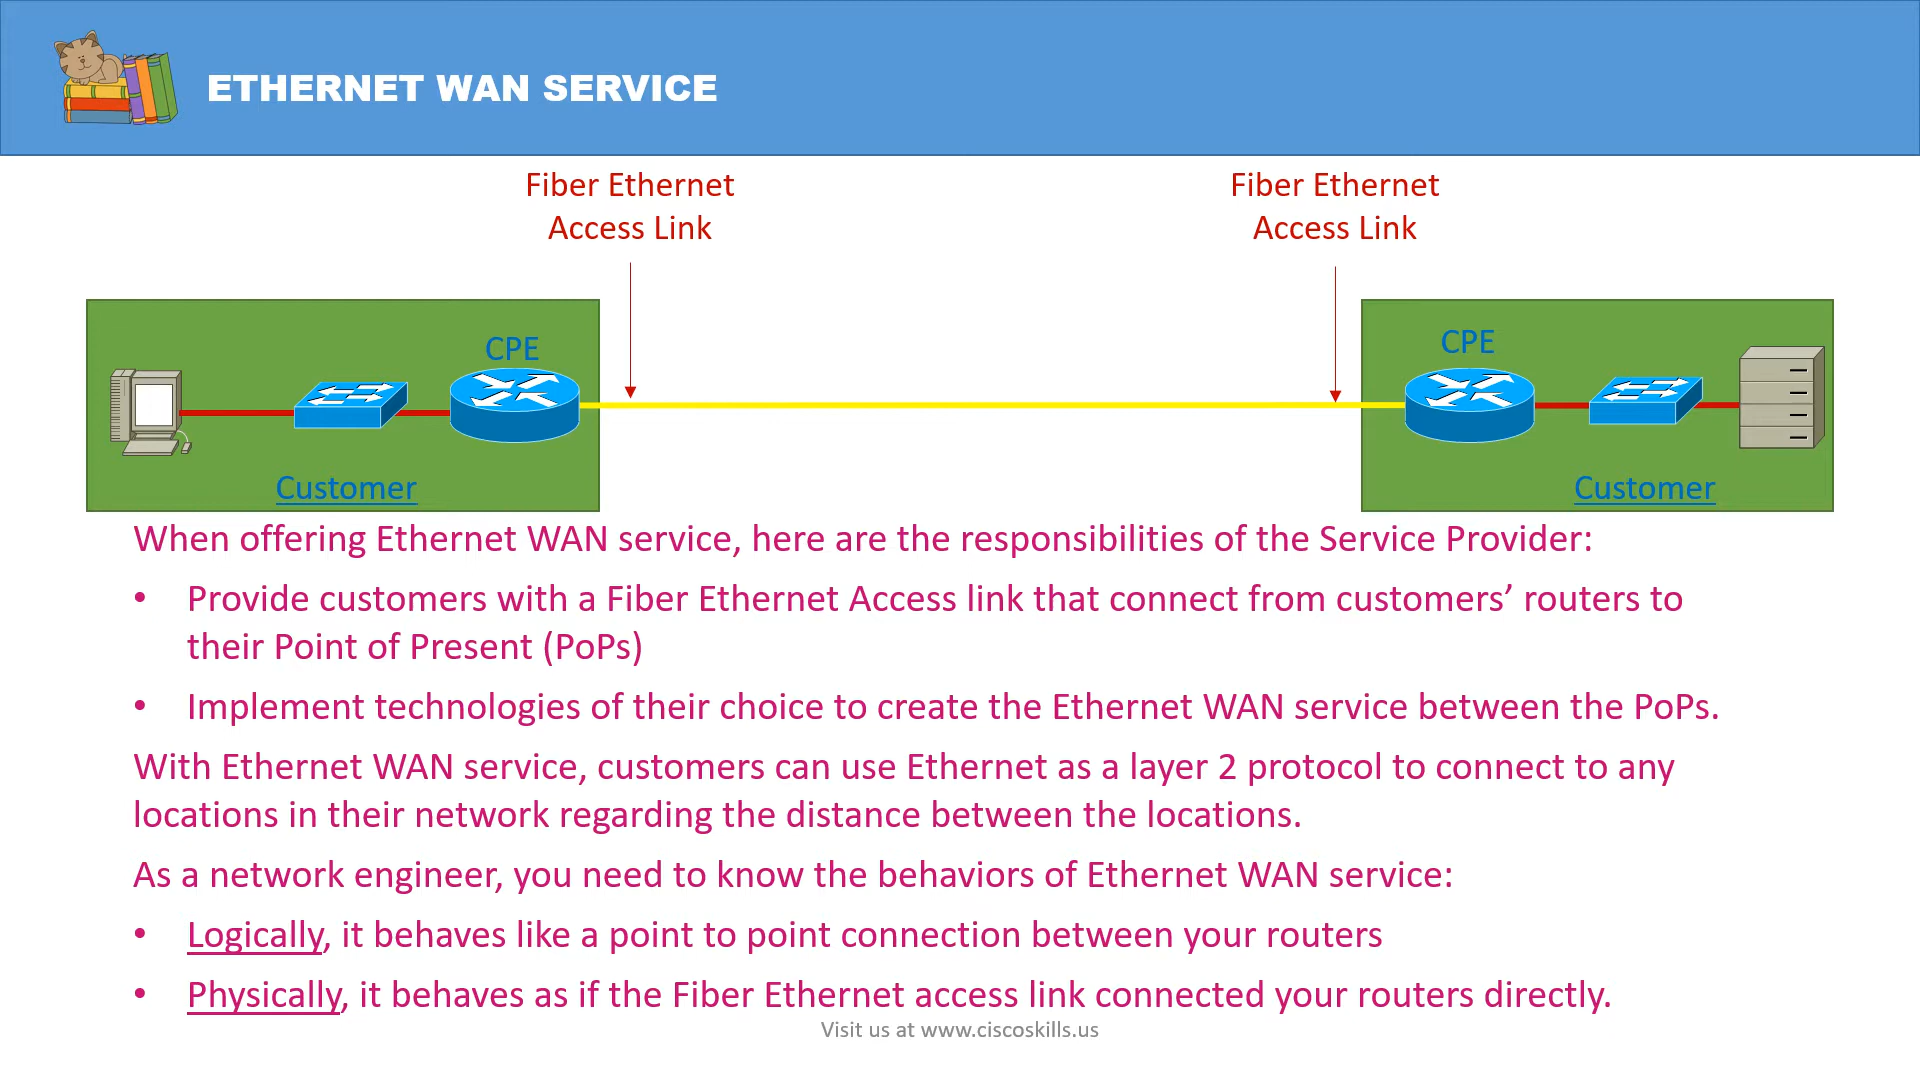 ETHERNET WAN SERVICE
Fiber Ethernet
Access Link
Fiber Ethernet
Access Link
CPE
CPE
Customer
Customer
When offering Ethernet WAN service, here are the responsibilities of the Service Provider:
• Provide customers with a Fiber Ethernet Access link that connect from customers’ routers to
their Point of Present (PoPs)
• Implement technologies of their choice to create the Ethernet WAN service between the PoPs.
With Ethernet WAN service, customers can use Ethernet as a layer 2 protocol to connect to any
locations in their network regarding the distance between the locations.
As a network engineer, you need to know the behaviors of Ethernet WAN service:
• Logically, it behaves like a point to point connection between your routers
• Physically, it behaves as if the Fiber Ethernet access link connected your routers directly.
Visit us at www.ciscoskills.us